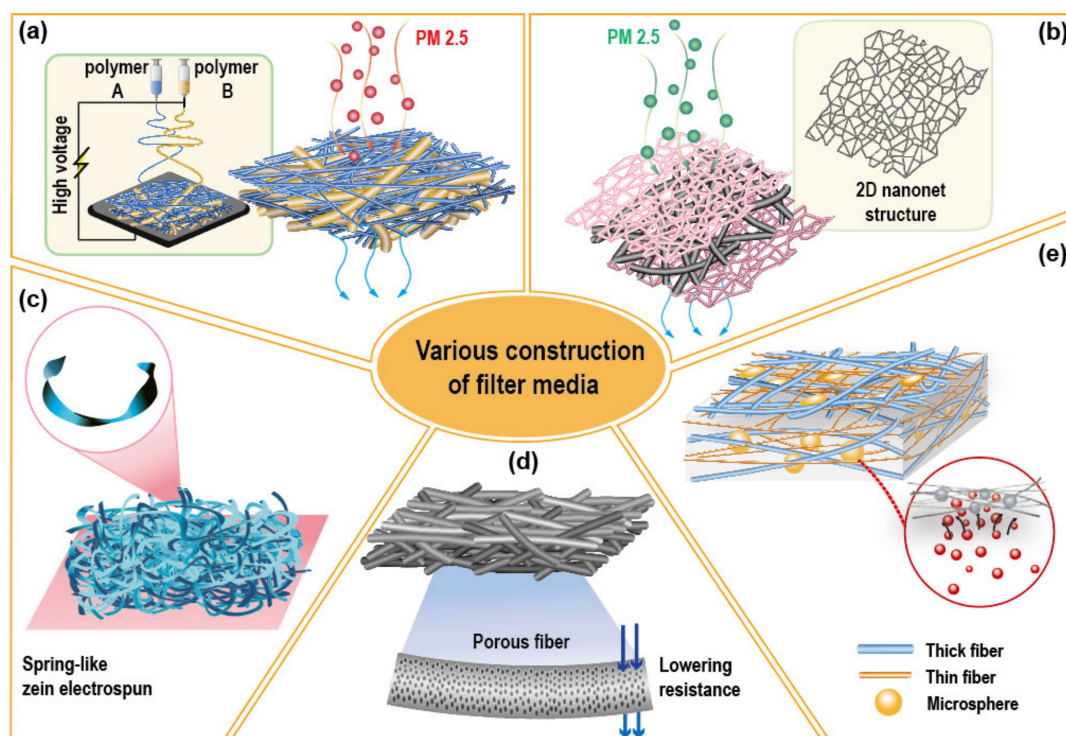 (a)
polymer
A
polymer
B
High voltage
PM 2.5
(b)
PM 2.5
2D nanonet
structure
(c)
Spring-like
zein electrospun
Various construction
of filter media
(d)
Porous fiber
Lowering
resistance
(e)
Thick fiber
Thin fiber
Microsphere